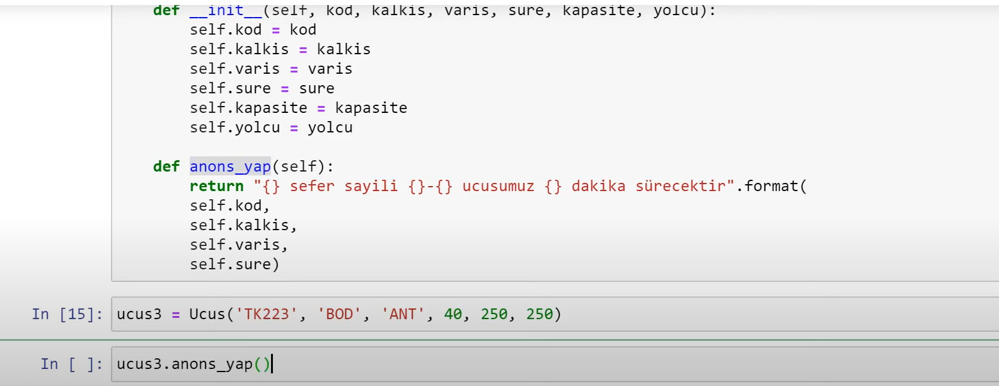 def __init__(self, kod, kalkis, varis, sure, kapasite, yolcu):
self.kod = kod
self.kalkis = kalkis
self.varis = varis
self.sure = sure
self.kapasite = kapasite
self.yolcu = yolcu
def anons_yap(self):
return "{} sefer sayili {}-{} ucusumuz {} dakika sürecektir".format(
self.kod,
self.kalkis,
self.varis,
self.sure)
In [15]: ucus3 = Ucus('TK223', 'BOD', 'ANT', 40, 250, 250)
In [ ]: ucus3.anons_yap()